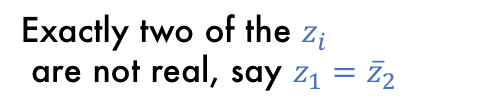 Exactly two of the zᵢ
are not real, say z₁ = z̄₂